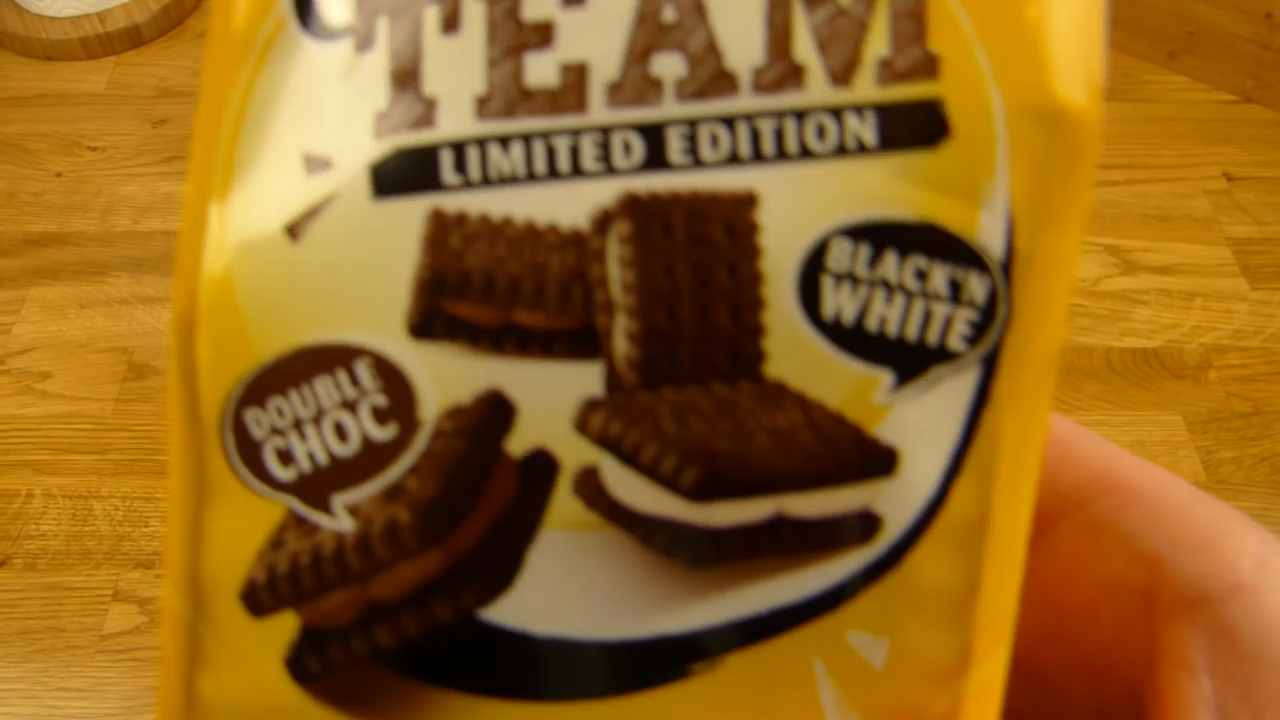 TEAM
LIMITED EDITION
BLACK'N
WHITE
DOUBLE
CHOC